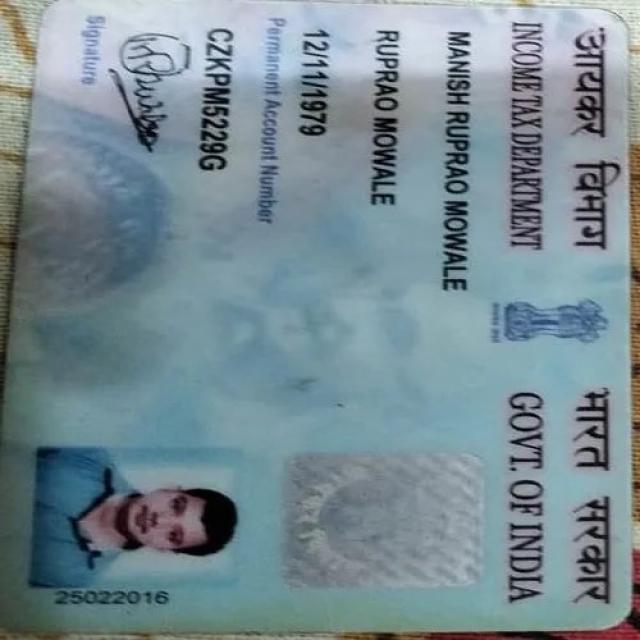 आयकर विभाग
INCOME TAX DEPARTMENT
भारत सरकार
GOVT. OF INDIA
MANISH RUPRAO MOWALE
RUPRAO MOWALE
12/11/1979
Permanent Account Number
CZKPM5229G
Signature
25022016